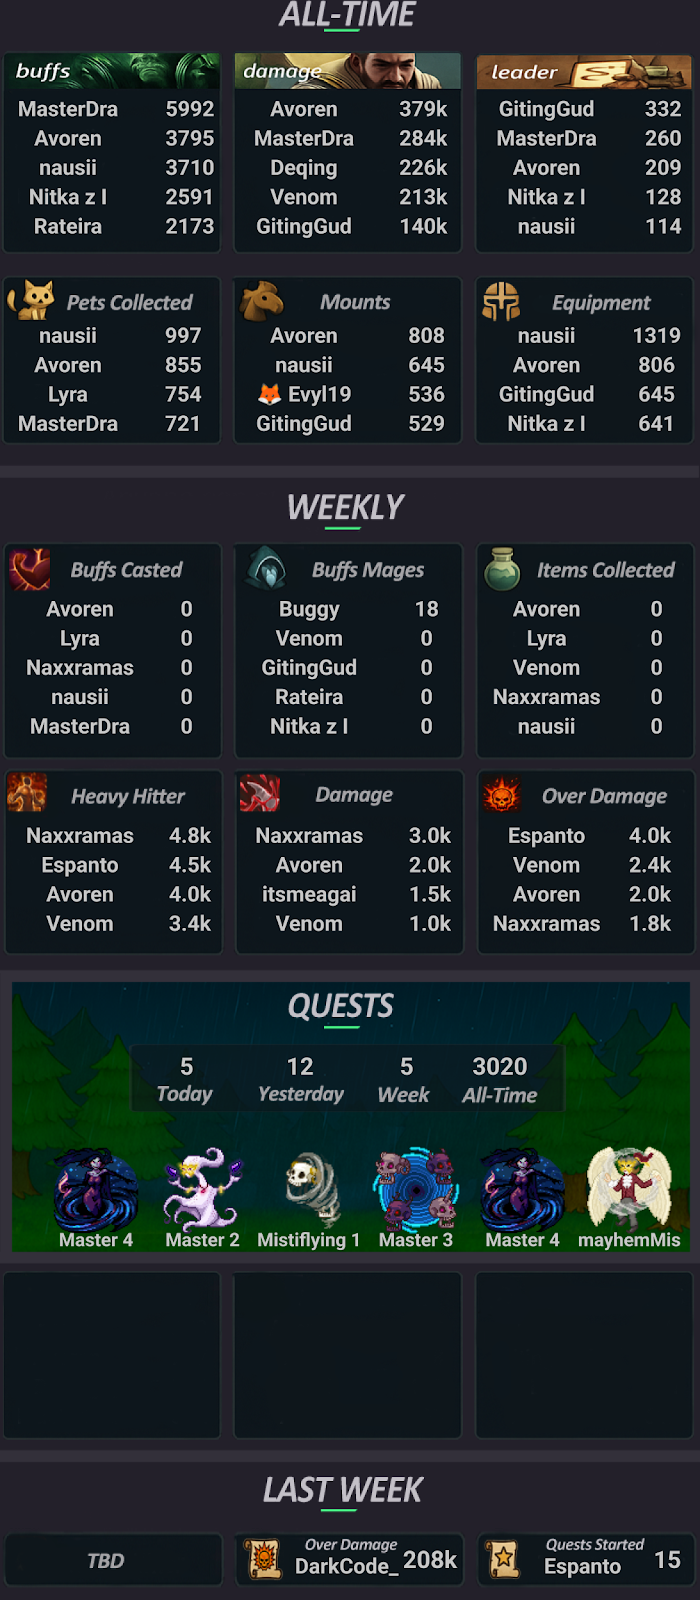 ALL-TIME
buffs
MasterDra 5992
Avoren 3795
nausii 3710
Nitka z I 2591
Rateira 2173
damage
Avoren 379k
MasterDra 284k
Deqing 226k
Venom 213k
GitingGud 140k
leader
GitingGud 332
MasterDra 260
Avoren 209
Nitka z I 128
nausii 114
Pets Collected
nausii 997
Avoren 855
Lyra 754
MasterDra 721
Mounts
Avoren 808
nausii 645
🦊 Evyl19 536
GitingGud 529
Equipment
nausii 1319
Avoren 806
GitingGud 645
Nitka z I 641
WEEKLY
Buffs Casted
Avoren 0
Lyra 0
Naxxramas 0
nausii 0
MasterDra 0
Buffs Mages
Buggy 18
Venom 0
GitingGud 0
Rateira 0
Nitka z I 0
Items Collected
Avoren 0
Lyra 0
Venom 0
Naxxramas 0
nausii 0
Heavy Hitter
Naxxramas 4.8k
Espanto 4.5k
Avoren 4.0k
Venom 3.4k
Damage
Naxxramas 3.0k
Avoren 2.0k
itsmeagai 1.5k
Venom 1.0k
Over Damage
Espanto 4.0k
Venom 2.4k
Avoren 2.0k
Naxxramas 1.8k
QUESTS
5 12 5 3020
Today Yesterday Week All-Time
Master 4 Master 2 Mistiflying 1 Master 3 Master 4 mayhemMis
LAST WEEK
TBD
Over Damage
DarkCode_ 208k
Quests Started
Espanto 15